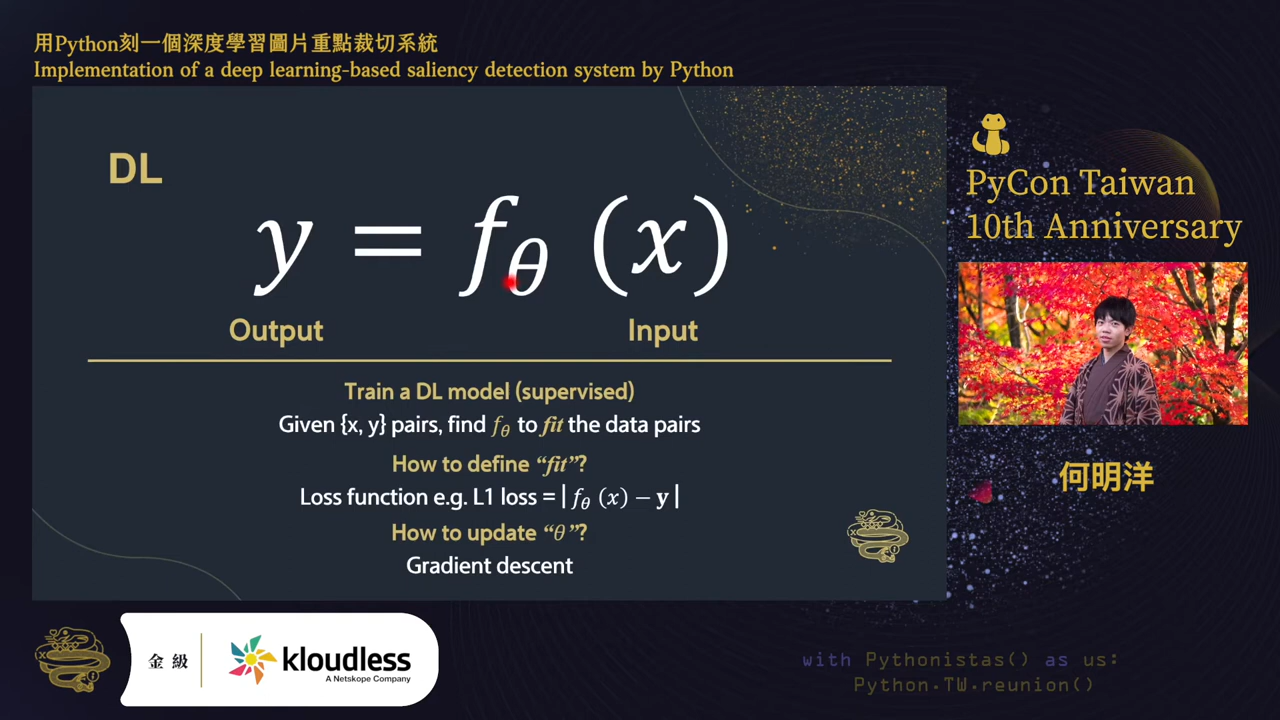 用Python刻一個深度學習圖片重點裁切系統
Implementation of a deep learning-based saliency detection system by Python
DL
y = fθ (x)
Output
Input
Train a DL model (supervised)
Given {x, y} pairs, find fθ to fit the data pairs
How to define “fit”?
Loss function e.g. L1 loss = | fθ (x) − y |
How to update “θ”?
Gradient descent
PyCon Taiwan
10th Anniversary
何明洋
金級
kloudless
A Netskope Company
with Pythonistas() as us:
Python.TW.reunion()